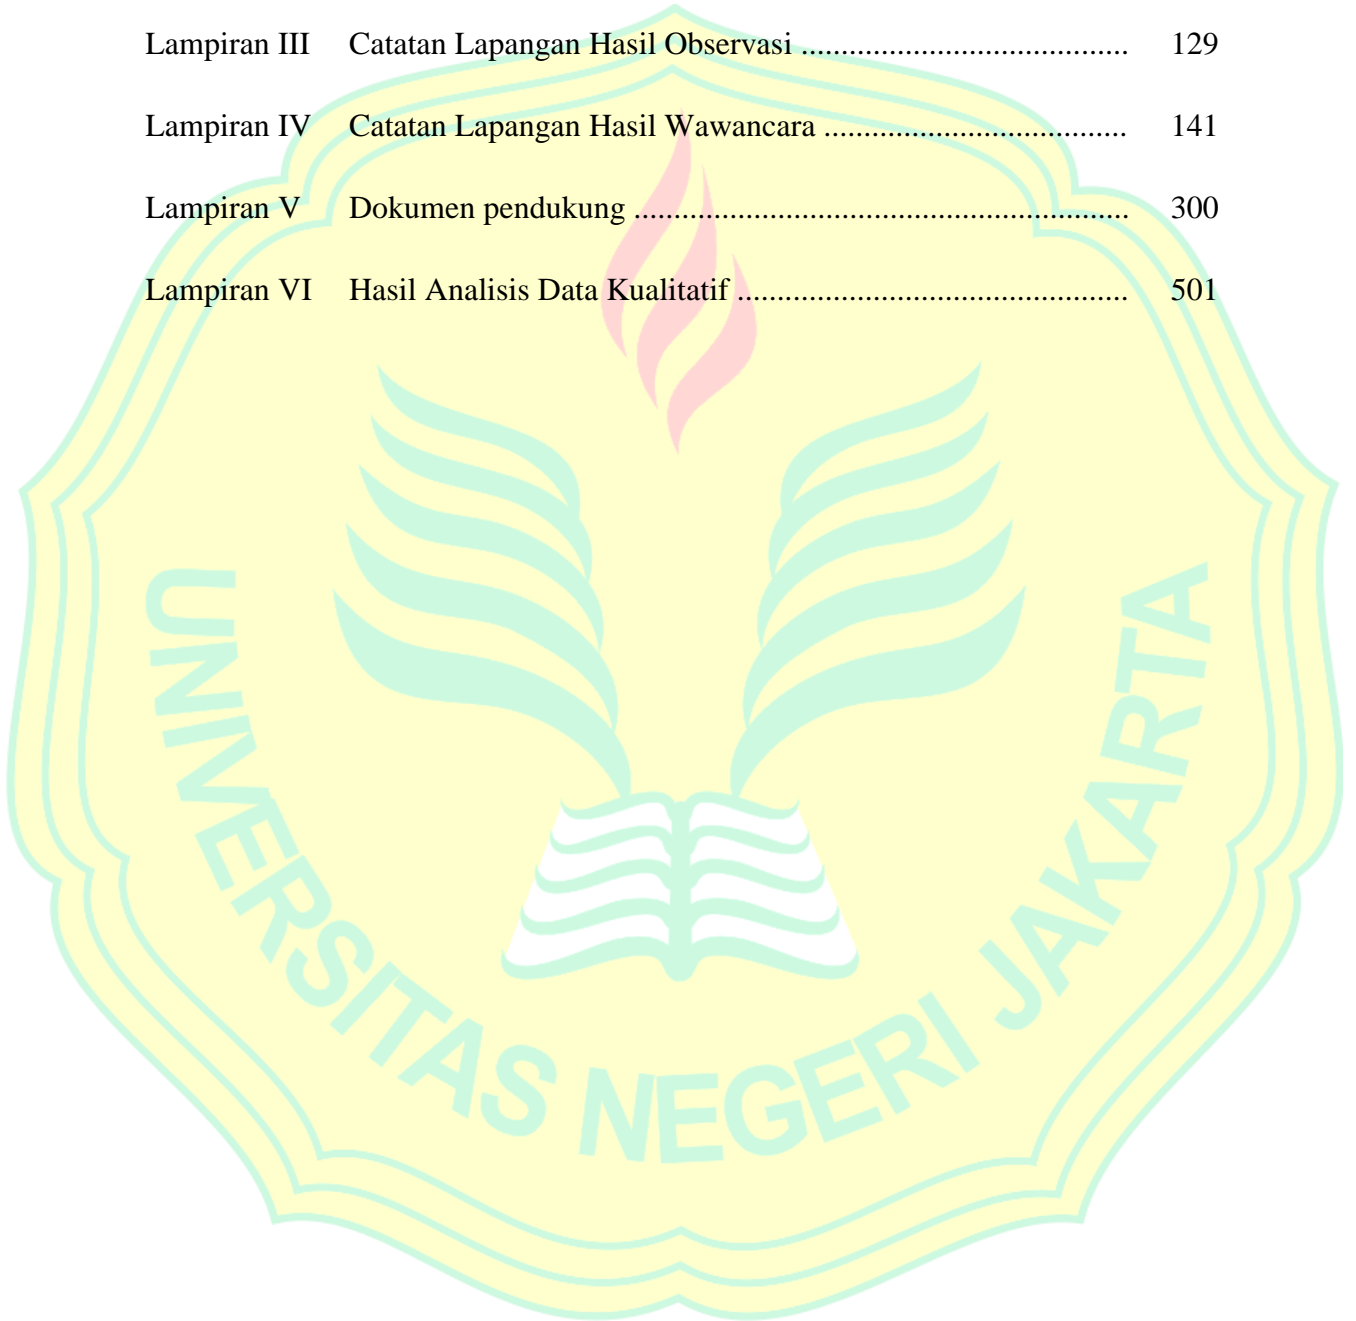 Lampiran III Catatan Lapangan Hasil Observasi ......................................... 129
Lampiran IV Catatan Lapangan Hasil Wawancara ...................................... 141
Lampiran V Dokumen pendukung .............................................................. 300
Lampiran VI Hasil Analisis Data Kualitatif ................................................. 501
UNIVERSITAS NEGERI JAKARTA